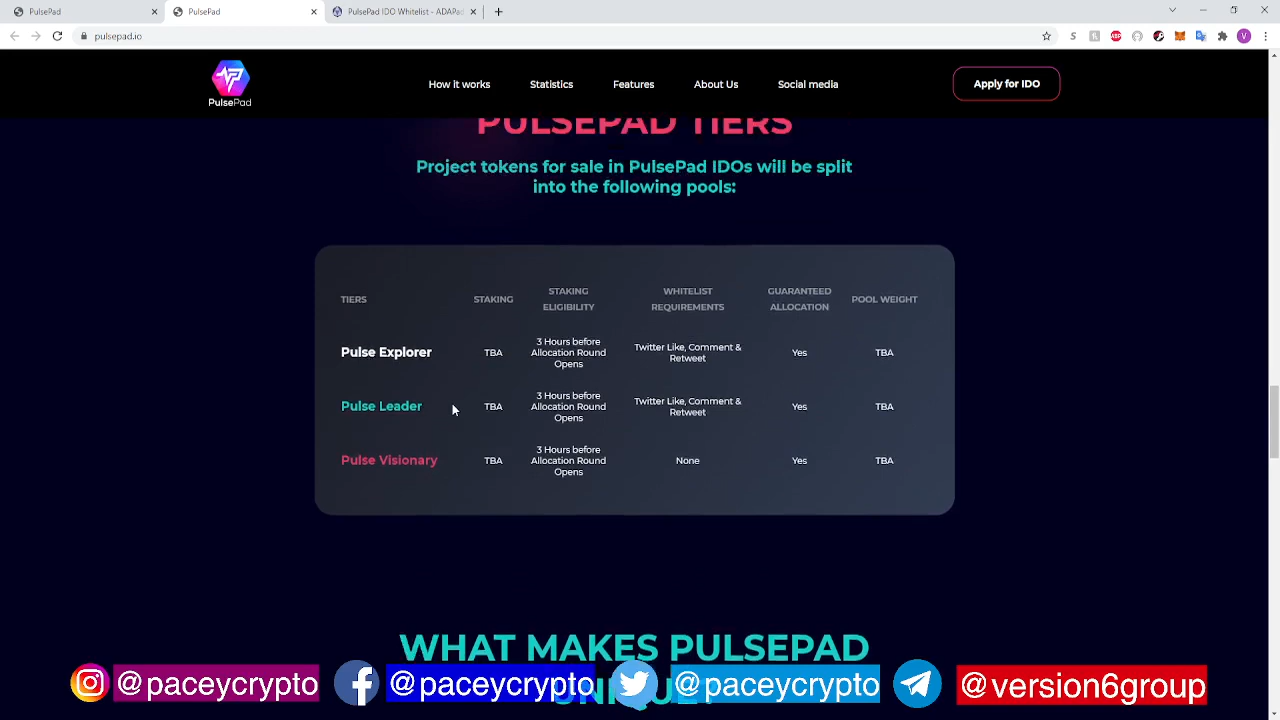 PulsePad
PulsePad
PulsePad IDO Whitelist - ADAPad
pulsepad.io
PulsePad
How it works
Statistics
Features
About Us
Social media
Apply for IDO
PULSEPAD TIERS
Project tokens for sale in PulsePad IDOs will be split
into the following pools:
TIERS
STAKING
STAKING
ELIGIBILITY
WHITELIST
REQUIREMENTS
GUARANTEED
ALLOCATION
POOL WEIGHT
Pulse Explorer
TBA
3 Hours before
Allocation Round
Opens
Twitter Like, Comment &
Retweet
Yes
TBA
Pulse Leader
TBA
3 Hours before
Allocation Round
Opens
Twitter Like, Comment &
Retweet
Yes
TBA
Pulse Visionary
TBA
3 Hours before
Allocation Round
Opens
None
Yes
TBA
WHAT MAKES PULSEPAD
@paceycrypto
@paceycrypto
@paceycrypto
@version6group